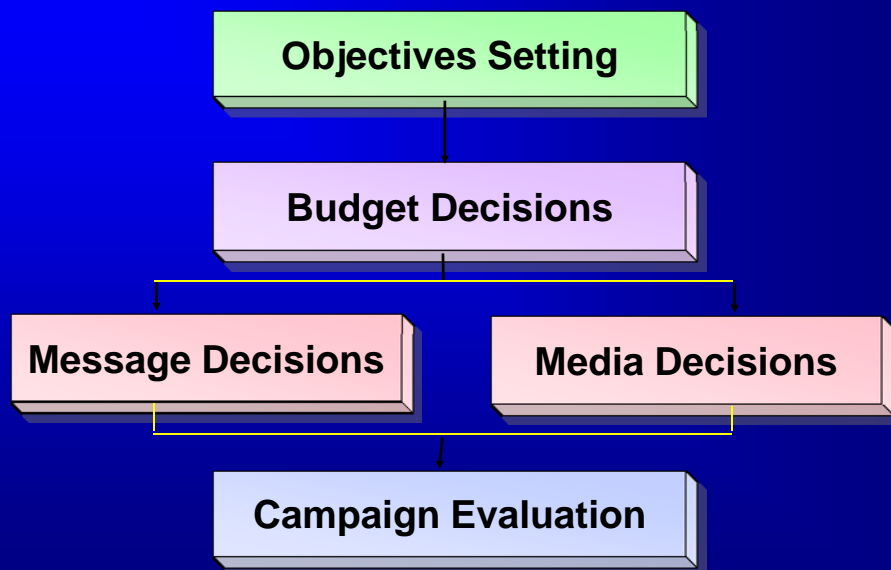 Objectives Setting
Budget Decisions
Message Decisions
Media Decisions
Campaign Evaluation